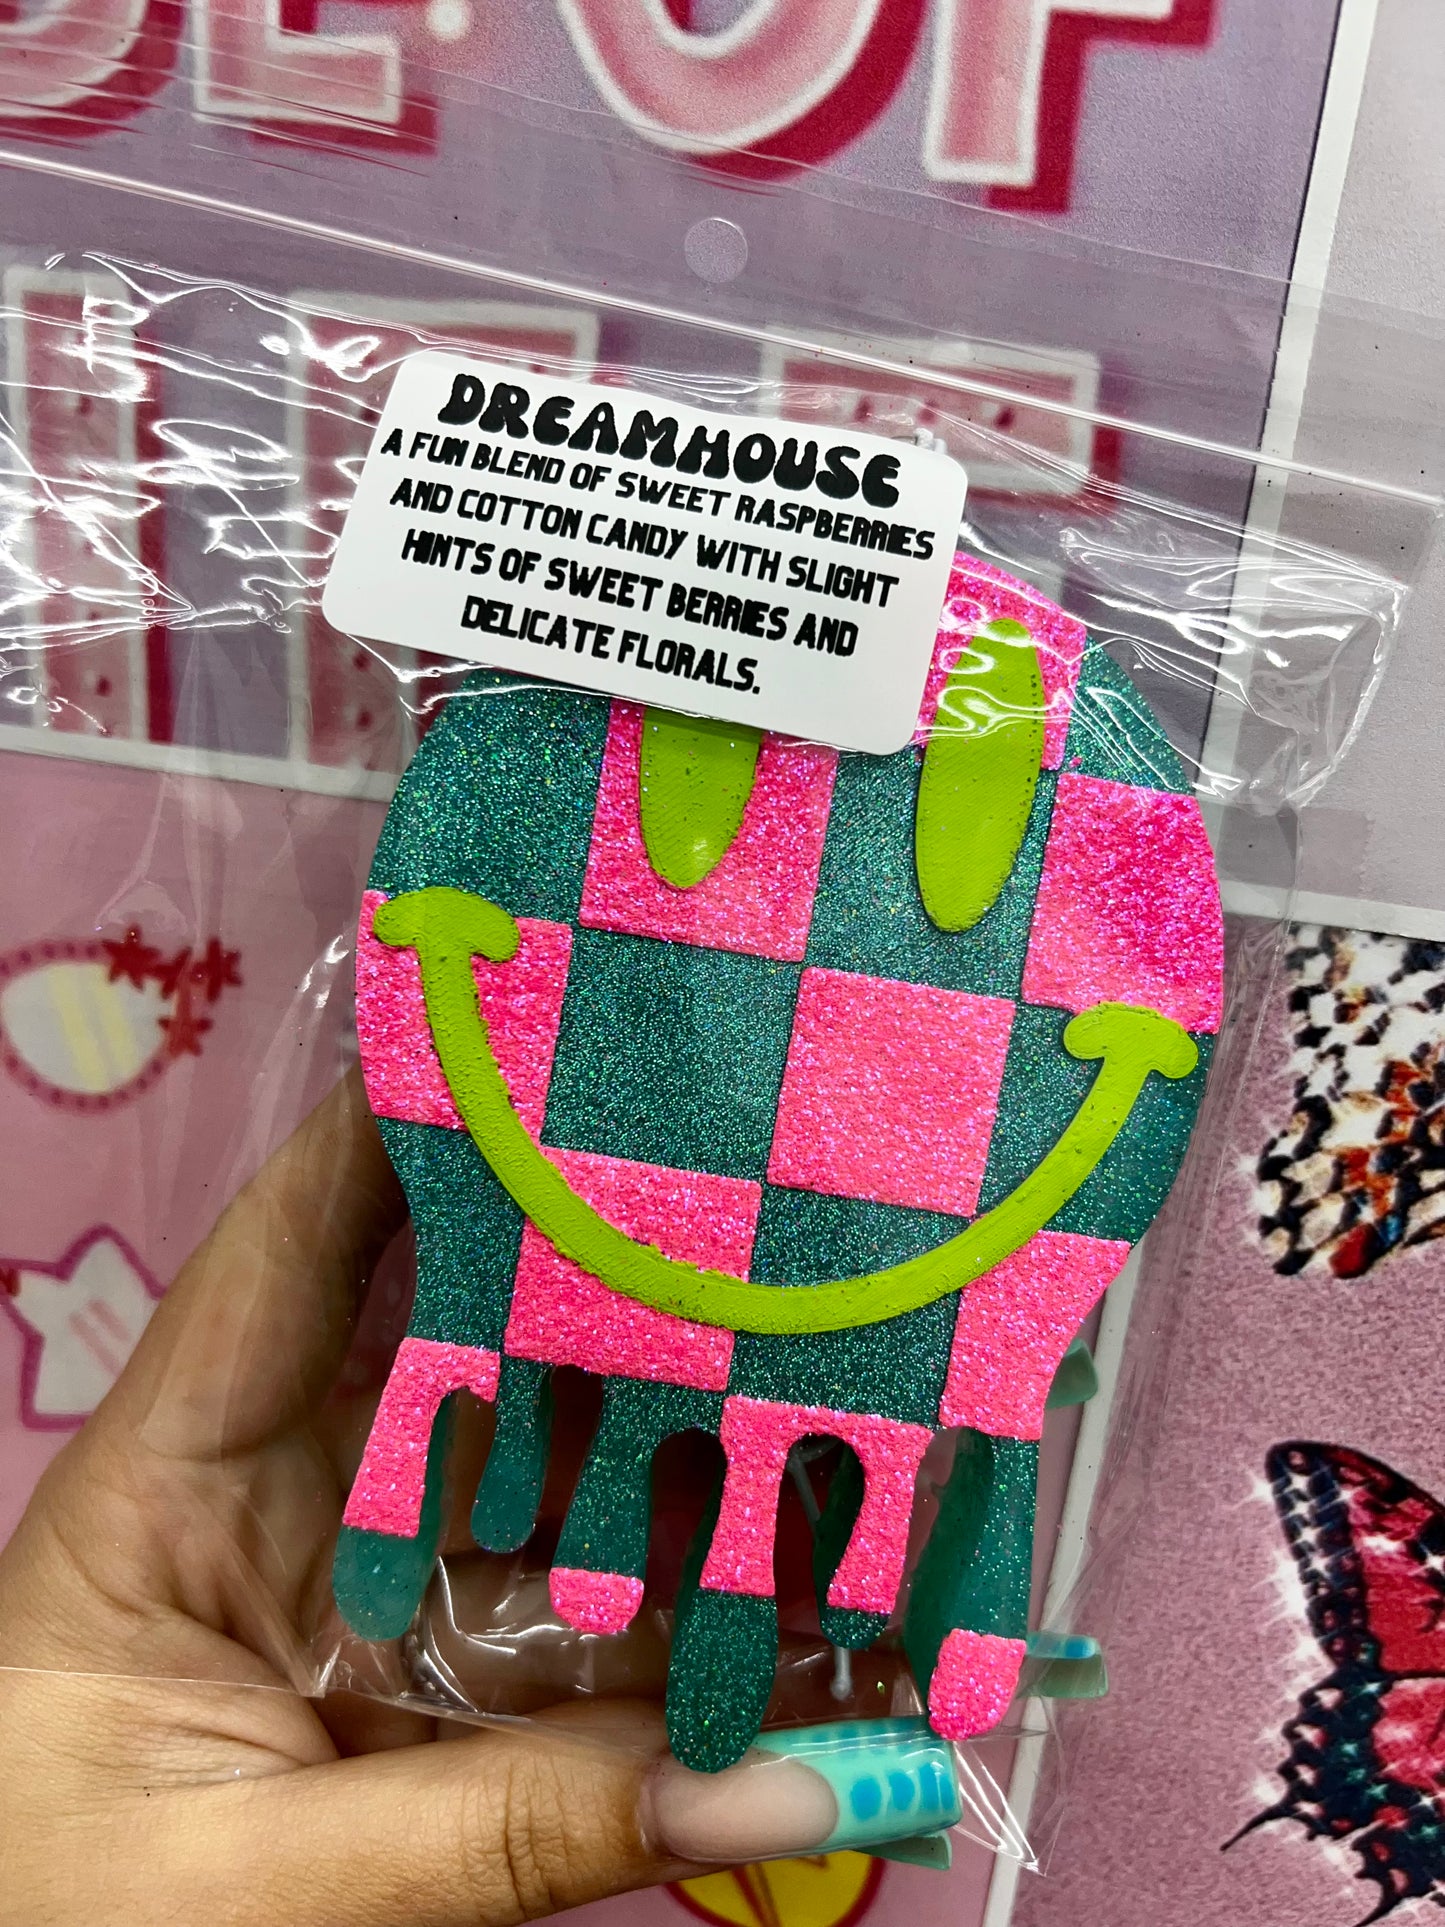 DREAMHOUSE
A FUN BLEND OF SWEET RASPBERRIES
AND COTTON CANDY WITH SLIGHT
HINTS OF SWEET BERRIES AND
DELICATE FLORALS.